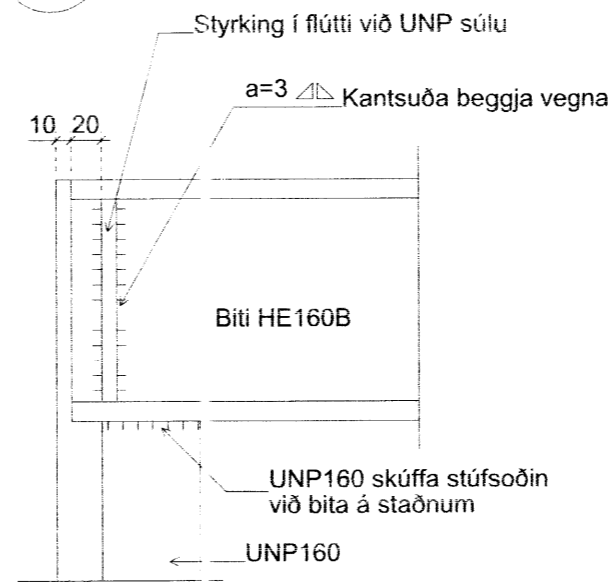 Styrking í flútti við UNP súlu
a=3 Kantsuða beggja vegna
10 20
Biti HE160B
UNP160 skúffa stúfsoðin
við bita á staðnum
UNP160